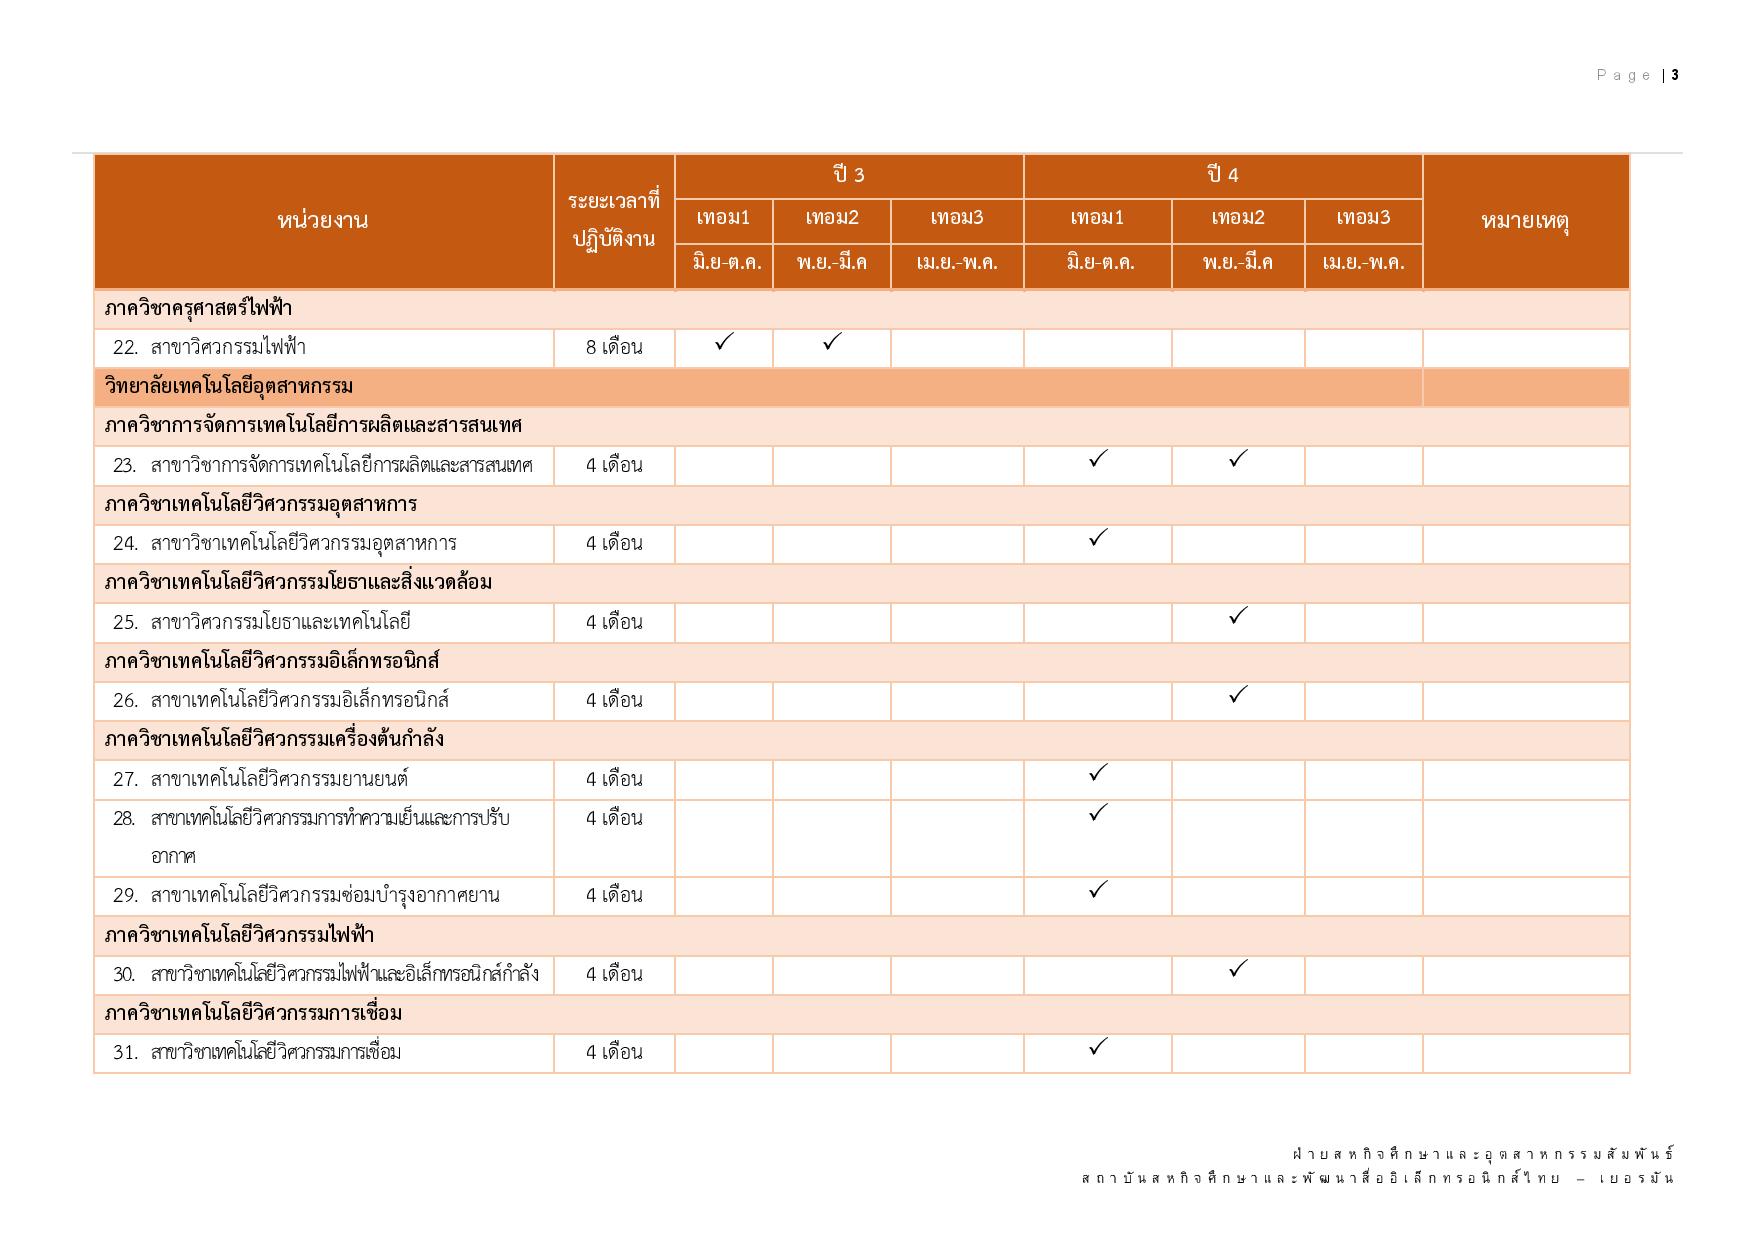 Page | 3
หน่วยงาน ระยะเวลาที่ปฏิบัติงาน ปี 3 ปี 4 หมายเหตุ
เทอม1 เทอม2 เทอม3 เทอม1 เทอม2 เทอม3
มิ.ย-ต.ค. พ.ย.-มี.ค เม.ย.-พ.ค. มิ.ย-ต.ค. พ.ย.-มี.ค เม.ย.-พ.ค.
ภาควิชาครุศาสตร์ไฟฟ้า
22. สาขาวิศวกรรมไฟฟ้า 8 เดือน ✓ ✓
วิทยาลัยเทคโนโลยีอุตสาหกรรม
ภาควิชาการจัดการเทคโนโลยีการผลิตและสารสนเทศ
23. สาขาวิชาการจัดการเทคโนโลยีการผลิตและสารสนเทศ 4 เดือน ✓ ✓
ภาควิชาเทคโนโลยีวิศวกรรมอุตสาหการ
24. สาขาวิชาเทคโนโลยีวิศวกรรมอุตสาหการ 4 เดือน ✓
ภาควิชาเทคโนโลยีวิศวกรรมโยธาและสิ่งแวดล้อม
25. สาขาวิศวกรรมโยธาและเทคโนโลยี 4 เดือน ✓
ภาควิชาเทคโนโลยีวิศวกรรมอิเล็กทรอนิกส์
26. สาขาเทคโนโลยีวิศวกรรมอิเล็กทรอนิกส์ 4 เดือน ✓
ภาควิชาเทคโนโลยีวิศวกรรมเครื่องต้นกำลัง
27. สาขาเทคโนโลยีวิศวกรรมยานยนต์ 4 เดือน ✓
28. สาขาเทคโนโลยีวิศวกรรมการทำความเย็นและการปรับ 4 เดือน ✓
อากาศ
29. สาขาเทคโนโลยีวิศวกรรมซ่อมบำรุงอากาศยาน 4 เดือน ✓
ภาควิชาเทคโนโลยีวิศวกรรมไฟฟ้า
30. สาขาวิชาเทคโนโลยีวิศวกรรมไฟฟ้าและอิเล็กทรอนิกส์กำลัง 4 เดือน ✓
ภาควิชาเทคโนโลยีวิศวกรรมการเชื่อม
31. สาขาวิชาเทคโนโลยีวิศวกรรมการเชื่อม 4 เดือน ✓
ฝ่ายสหกิจศึกษาและอุตสาหกรรมสัมพันธ์
สถาบันสหกิจศึกษาและพัฒนาสื่ออิเล็กทรอนิกส์ไทย – เยอรมัน